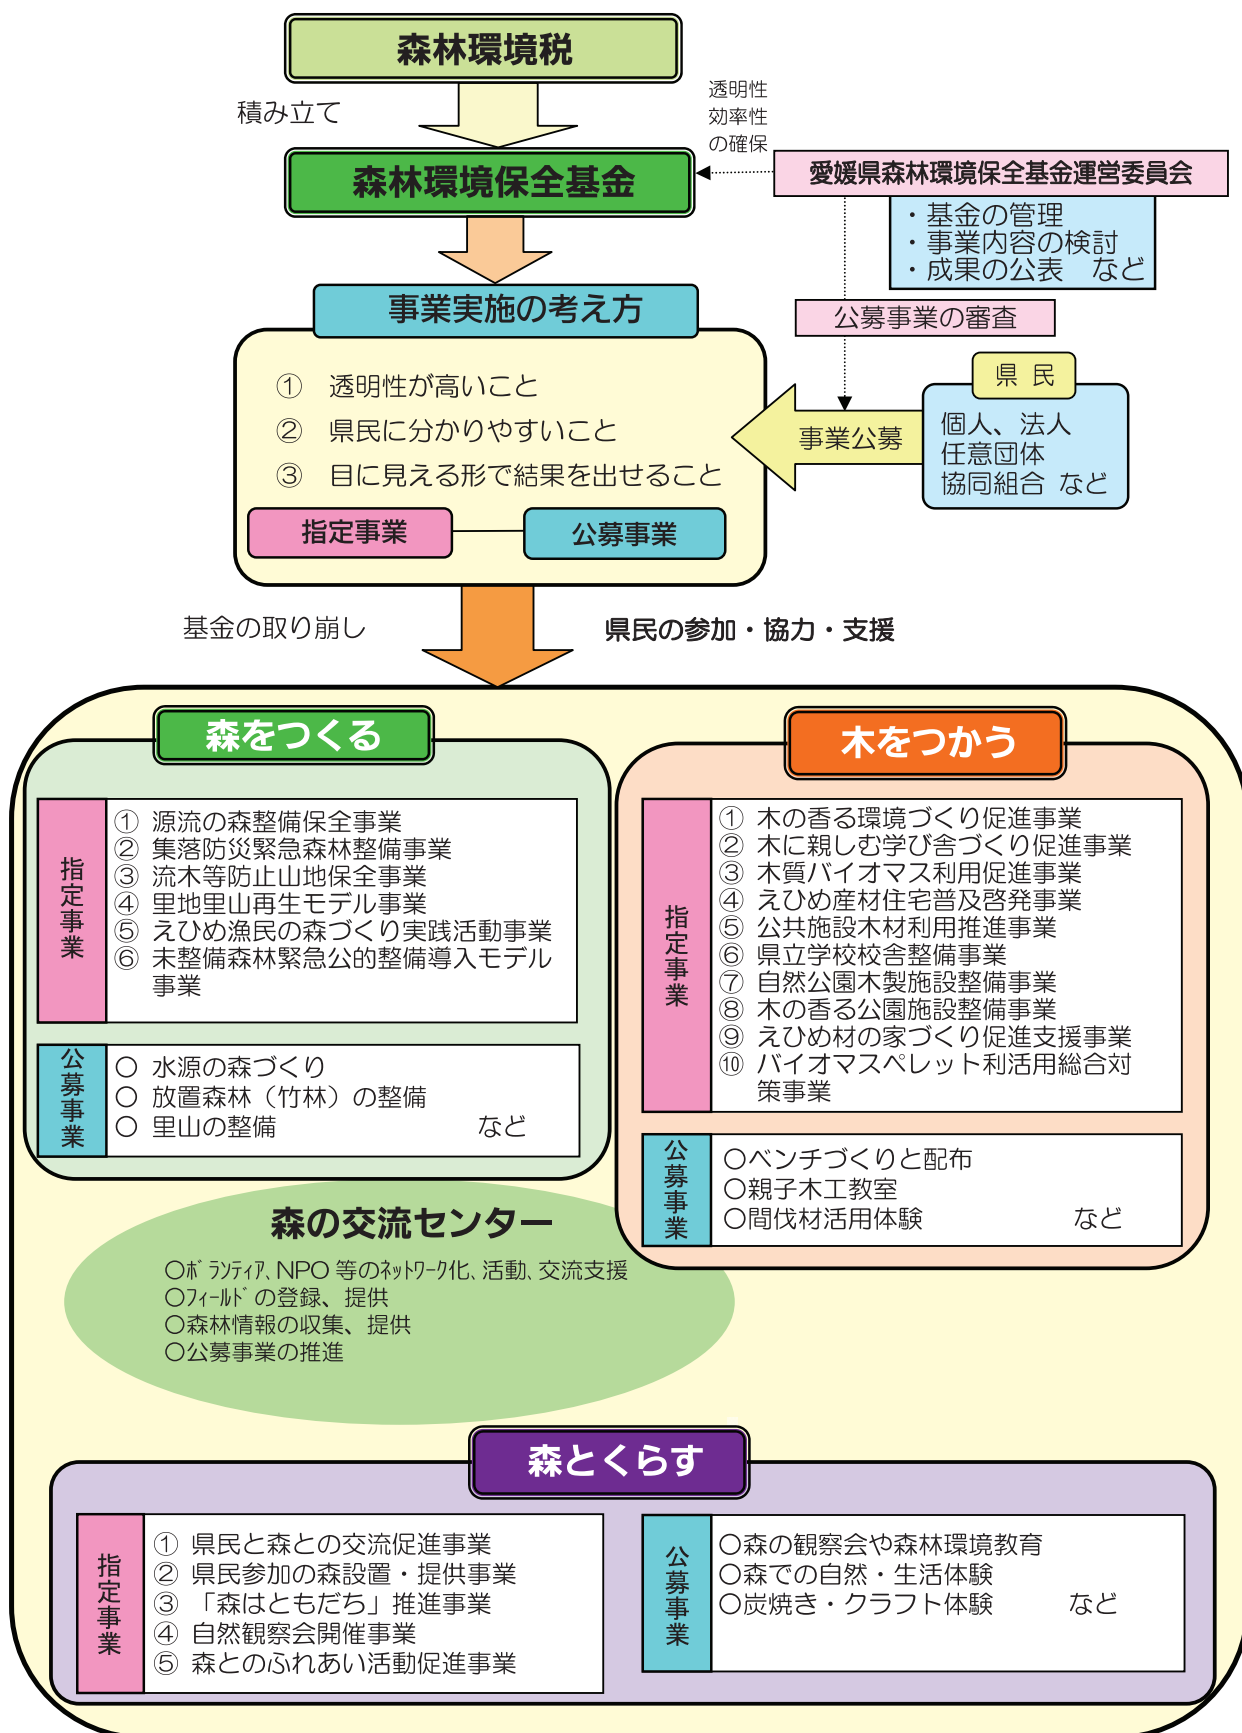 森林環境税
積み立て
透明性
効率性
の確保
森林環境保全基金
愛媛県森林環境保全基金運営委員会
・基金の管理
・事業内容の検討
・成果の公表　など
事業実施の考え方
公募事業の審査
① 透明性が高いこと
② 県民に分かりやすいこと
③ 目に見える形で結果を出せること
事業公募
県 民
個人、法人
任意団体
協同組合 など
指定事業
公募事業
基金の取り崩し
県民の参加・協力・支援
森をつくる
指定事業
① 源流の森整備保全事業
② 集落防災緊急森林整備事業
③ 流木等防止山地保全事業
④ 里地里山再生モデル事業
⑤ えひめ漁民の森づくり実践活動事業
⑥ 未整備森林緊急公的整備導入モデル
事業
公募事業
○ 水源の森づくり
○ 放置森林（竹林）の整備
○ 里山の整備　など
木をつかう
指定事業
① 木の香る環境づくり促進事業
② 木に親しむ学び舎づくり促進事業
③ 木質バイオマス利用促進事業
④ えひめ産材住宅普及啓発事業
⑤ 公共施設木材利用推進事業
⑥ 県立学校校舎整備事業
⑦ 自然公園木製施設整備事業
⑧ 木の香る公園施設整備事業
⑨ えひめ材の家づくり促進支援事業
⑩ バイオマスペレット利活用総合対
策事業
公募事業
○ベンチづくりと配布
○親子木工教室
○間伐材活用体験　など
森の交流センター
○ﾎﾞﾗﾝﾃｨｱ、NPO 等のﾈｯﾄﾜｰｸ化、活動、交流支援
○ﾌｨｰﾙﾄﾞの登録、提供
○森林情報の収集、提供
○公募事業の推進
森とくらす
指定事業
① 県民と森との交流促進事業
② 県民参加の森設置・提供事業
③ 「森はともだち」推進事業
④ 自然観察会開催事業
⑤ 森とのふれあい活動促進事業
公募事業
○森の観察会や森林環境教育
○森での自然・生活体験
○炭焼き・クラフト体験　など